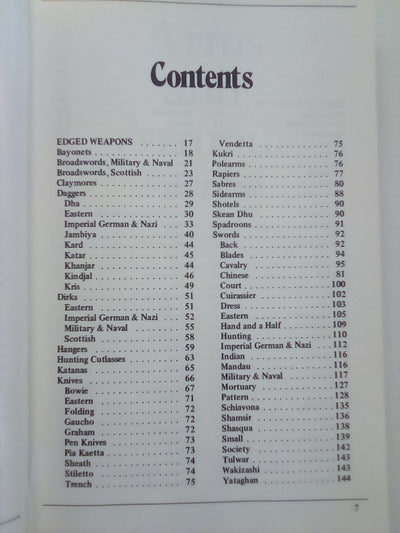 Contents
EDGED WEAPONS ....... 17
Bayonets ............... 18
Broadswords, Military & Naval 21
Broadswords, Scottish ...... 23
Claymores .............. 27
Daggers ................ 28
Dha ................. 29
Eastern .............. 30
Imperial German & Nazi ... 33
Jambiya .............. 40
Kard ................. 44
Katar ................ 45
Khanjar .............. 44
Kindjal ............... 46
Kris ................. 49
Dirks .................. 51
Eastern .............. 51
Imperial German & Nazi ... 52
Military & Naval ........ 55
Scottish .............. 58
Hangers ................ 59
Hunting Cutlasses ......... 63
Katanas ................ 65
Knives ................. 66
Bowie ................ 67
Eastern .............. 71
Folding .............. 72
Gaucho .............. 72
Graham .............. 72
Pen Knives ............ 73
Pia Kaetta ............. 73
Sheath ............... 74
Stiletto .............. 74
Trench ............... 75
Vendetta ............. 75
Kukri .................. 76
Polearms ............... 76
Rapiers ................ 77
Sabres ................. 80
Sidearms ............... 88
Shotels ................ 90
Skean Dhu .............. 90
Spadroons .............. 91
Swords ................. 92
Back ................. 92
Blades ............... 94
Cavalry .............. 95
Chinese .............. 81
Court ................ 100
Cuirassier ............ 102
Dress ................ 103
Eastern .............. 105
Hand and a Half ........ 109
Hunting .............. 110
Imperial German & Nazi ... 112
Indian ............... 116
Mandau .............. 116
Military & Naval ........ 117
Mortuary ............. 127
Pattern ............... 128
Schiavona ............. 135
Shamsir .............. 136
Shasqua .............. 138
Small ................ 139
Society .............. 142
Tulwar ............... 143
Wakizashi ............. 143
Yataghan ............. 144
7